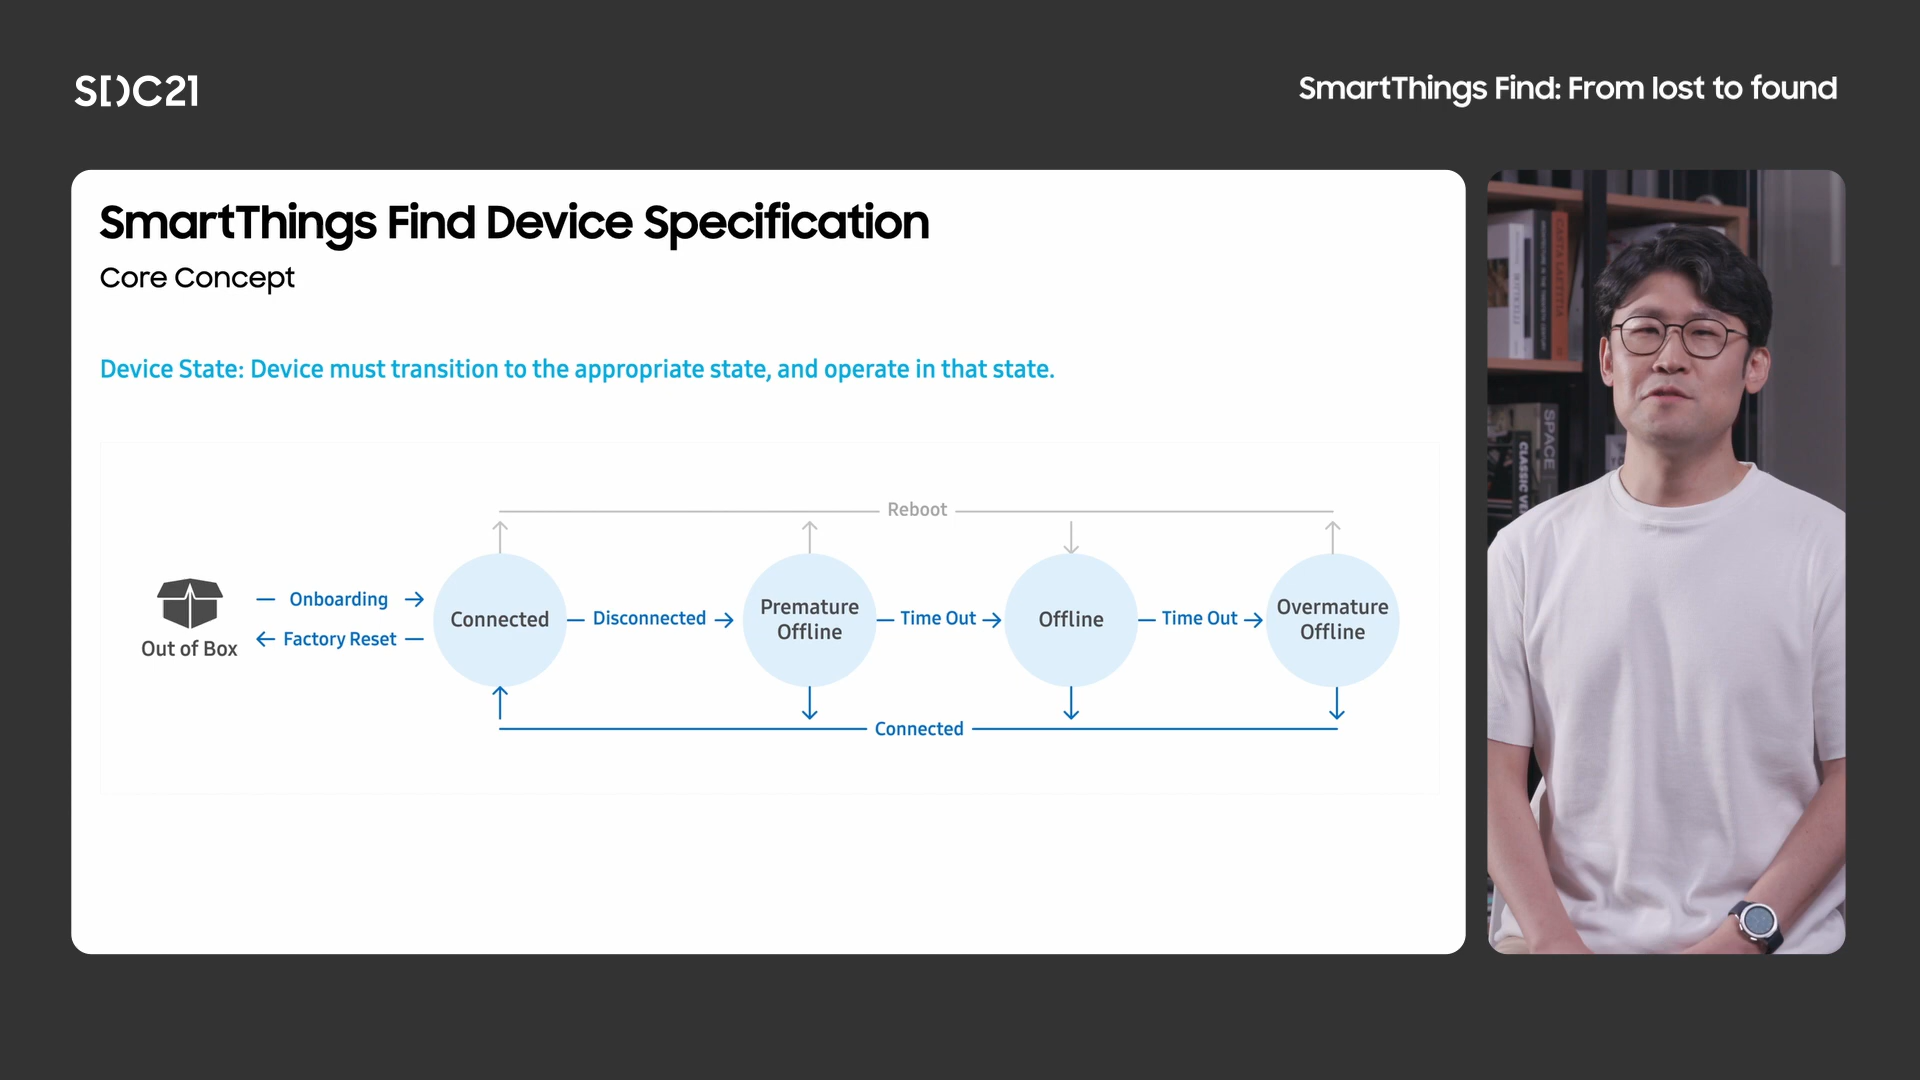 SDC21
SmartThings Find: From lost to found
SmartThings Find Device Specification
Core Concept
Device State: Device must transition to the appropriate state, and operate in that state.
Reboot
Out of Box
Onboarding
Factory Reset
Connected
Disconnected
Premature
Offline
Time Out
Offline
Time Out
Overmature
Offline
Connected
SPACE